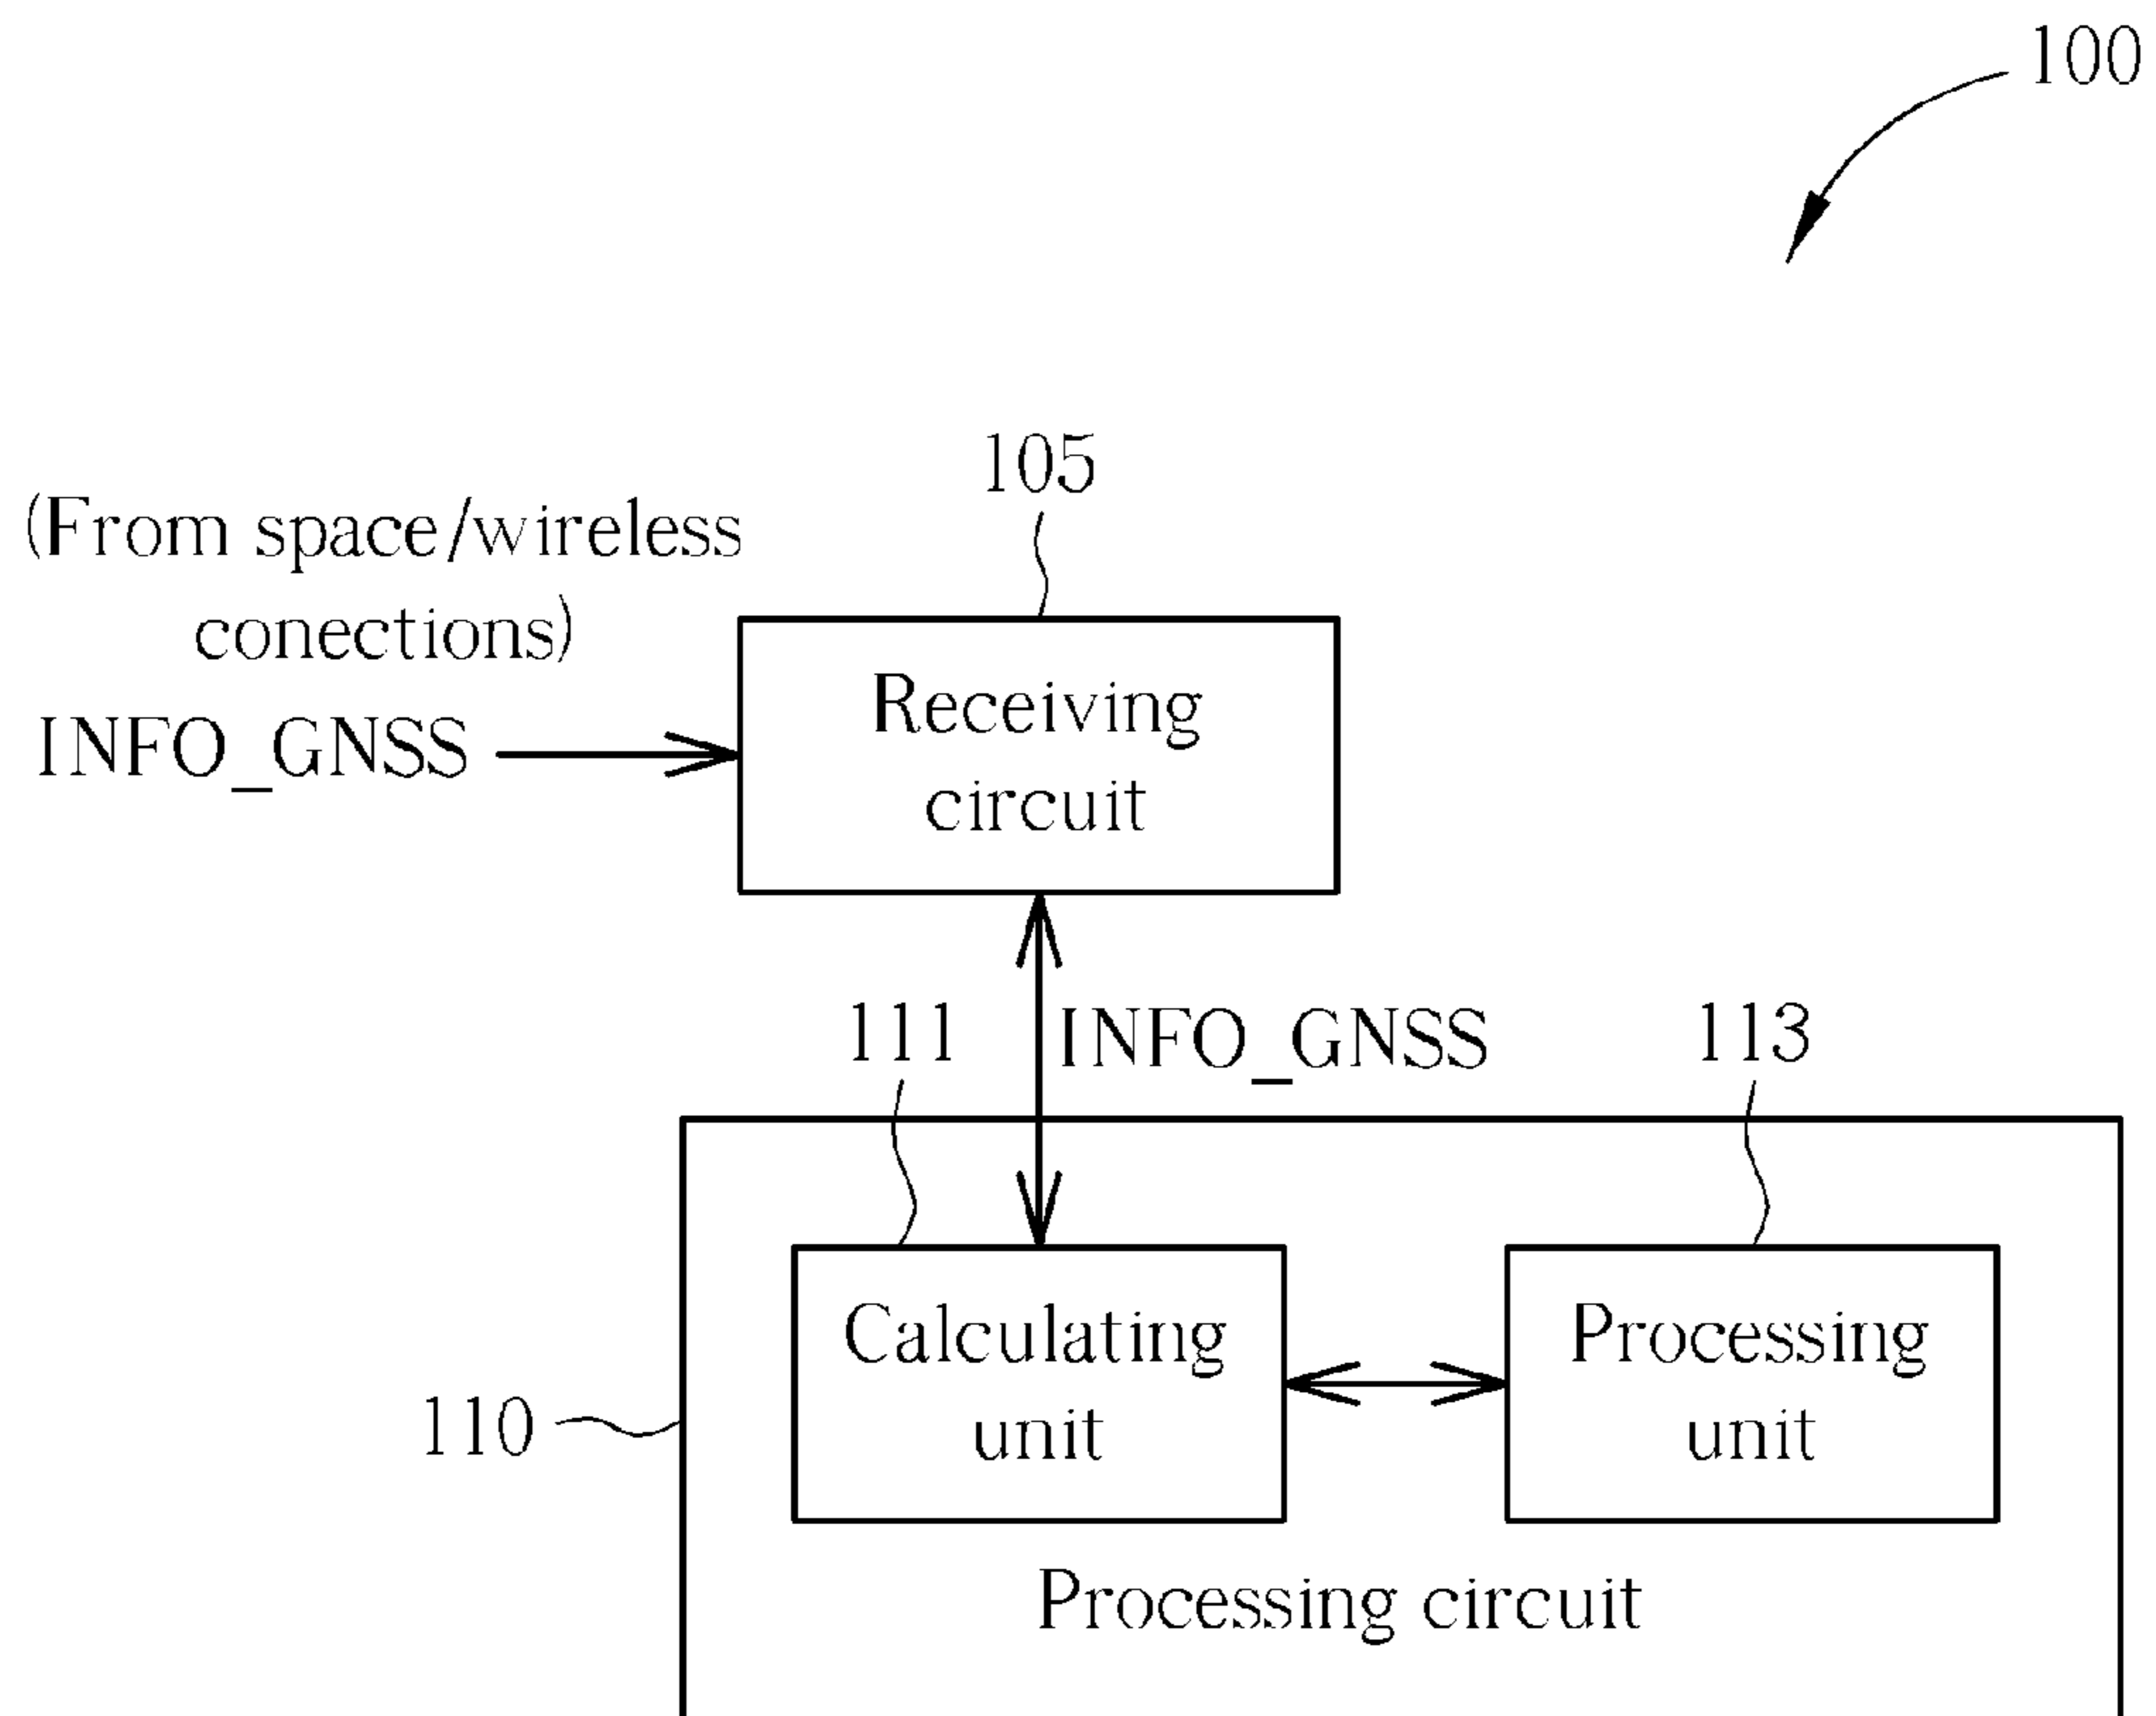 100
105
(From space/wireless
conections)
INFO_GNSS
Receiving
circuit
111
INFO_GNSS
113
110
Calculating
unit
Processing
unit
Processing circuit